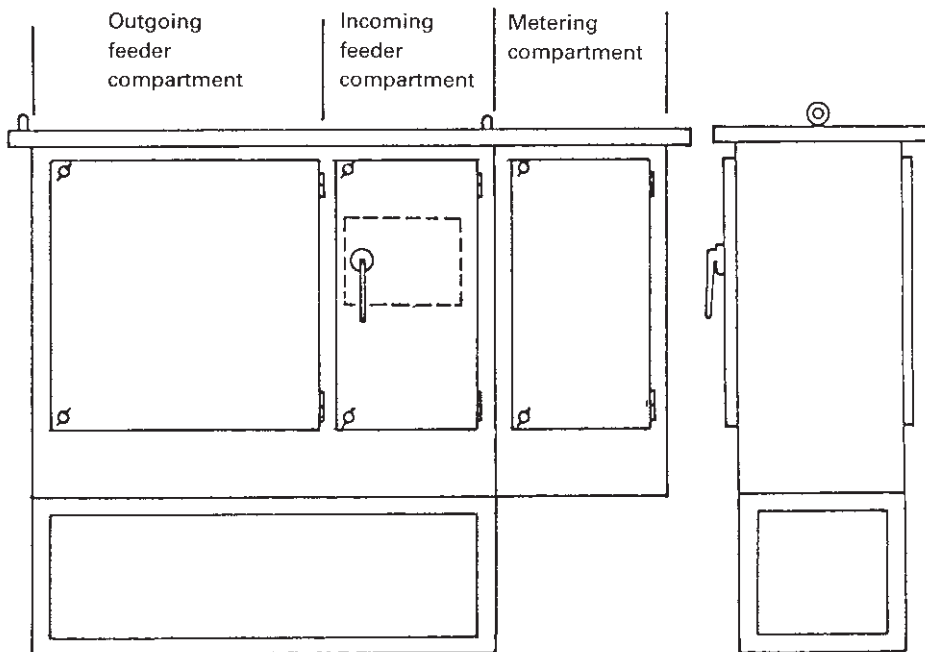 Outgoing
feeder
compartment
Incoming
feeder
compartment
Metering
compartment